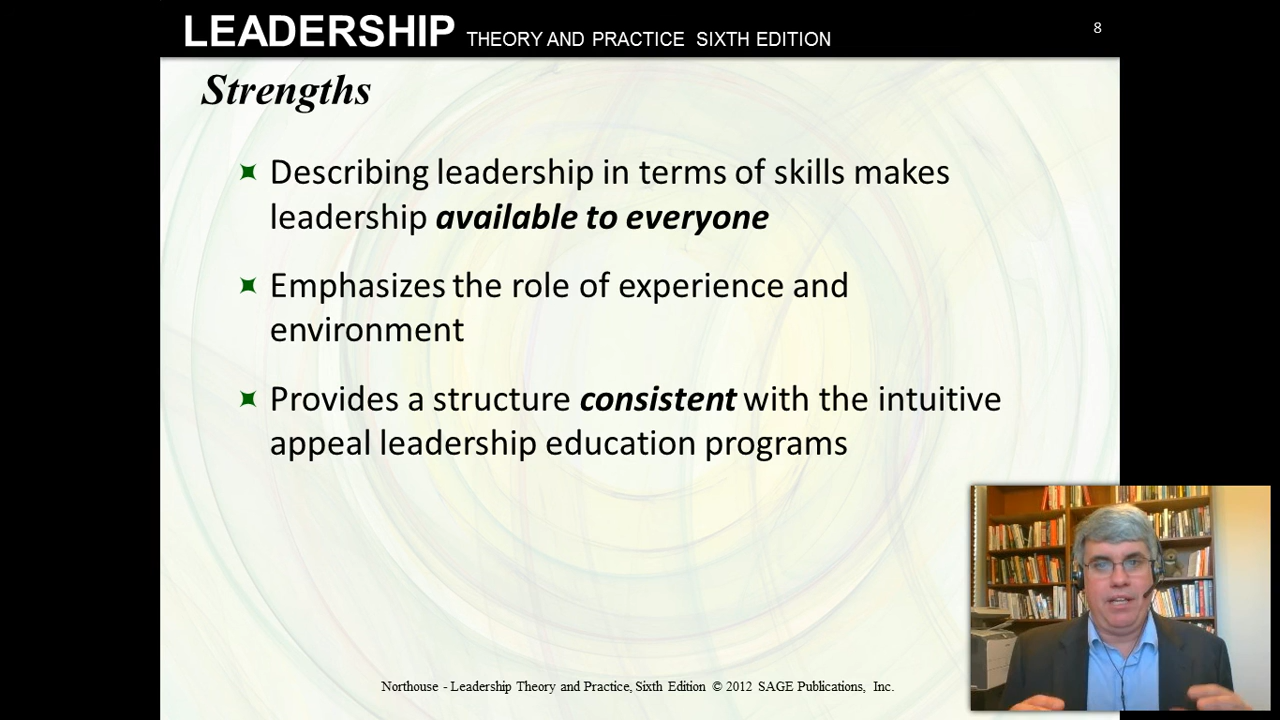 LEADERSHIP THEORY AND PRACTICE SIXTH EDITION
8
Strengths
Describing leadership in terms of skills makes
leadership available to everyone
Emphasizes the role of experience and
environment
Provides a structure consistent with the intuitive
appeal leadership education programs
Northouse - Leadership Theory and Practice, Sixth Edition © 2012 SAGE Publications, Inc.